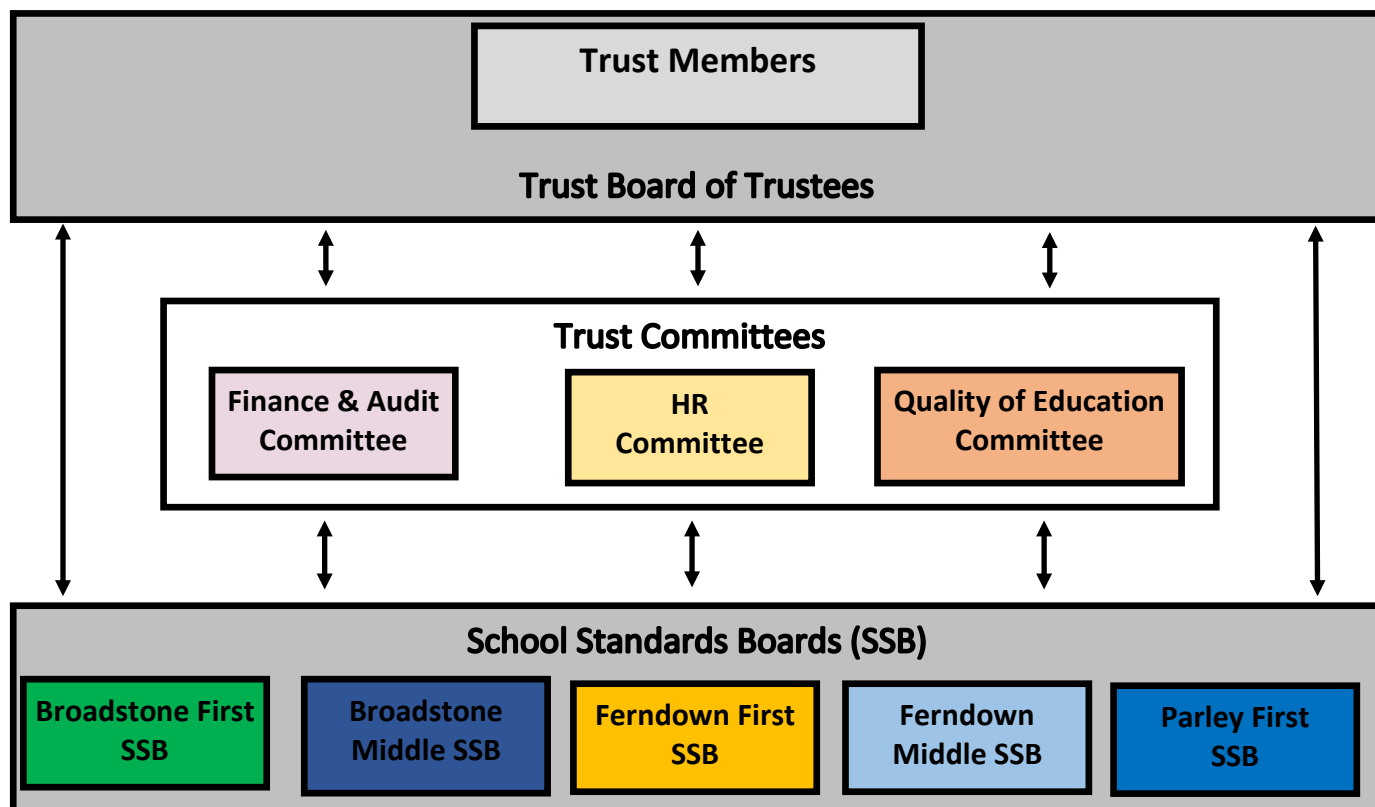 Trust Members
Trust Board of Trustees
Trust Committees
Finance & Audit
Committee
HR
Committee
Quality of Education
Committee
School Standards Boards (SSB)
Broadstone First
SSB
Broadstone
Middle SSB
Ferndown First
SSB
Ferndown
Middle SSB
Parley First
SSB